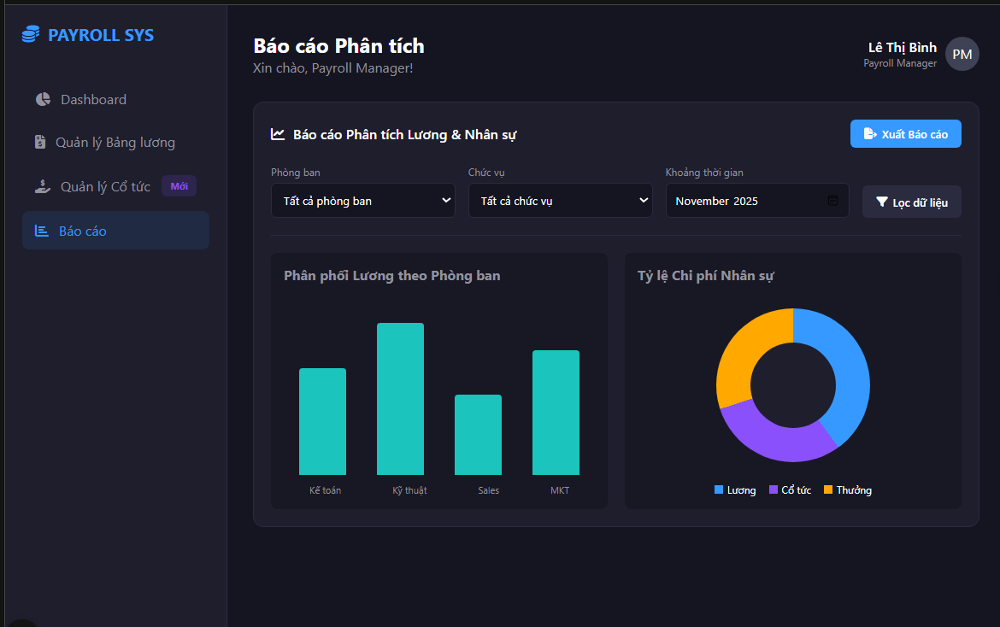 PAYROLL SYS
Dashboard
Quản lý Bảng lương
Quản lý Cổ tức Mới
Báo cáo
Báo cáo Phân tích
Xin chào, Payroll Manager!
Lê Thị Bình
Payroll Manager
PM
Báo cáo Phân tích Lương & Nhân sự
Xuất Báo cáo
Phòng ban
Tất cả phòng ban
Chức vụ
Tất cả chức vụ
Khoảng thời gian
November 2025
Lọc dữ liệu
Phân phối Lương theo Phòng ban
Kế toán Kỹ thuật Sales MKT
Tỷ lệ Chi phí Nhân sự
Lương Cổ tức Thưởng